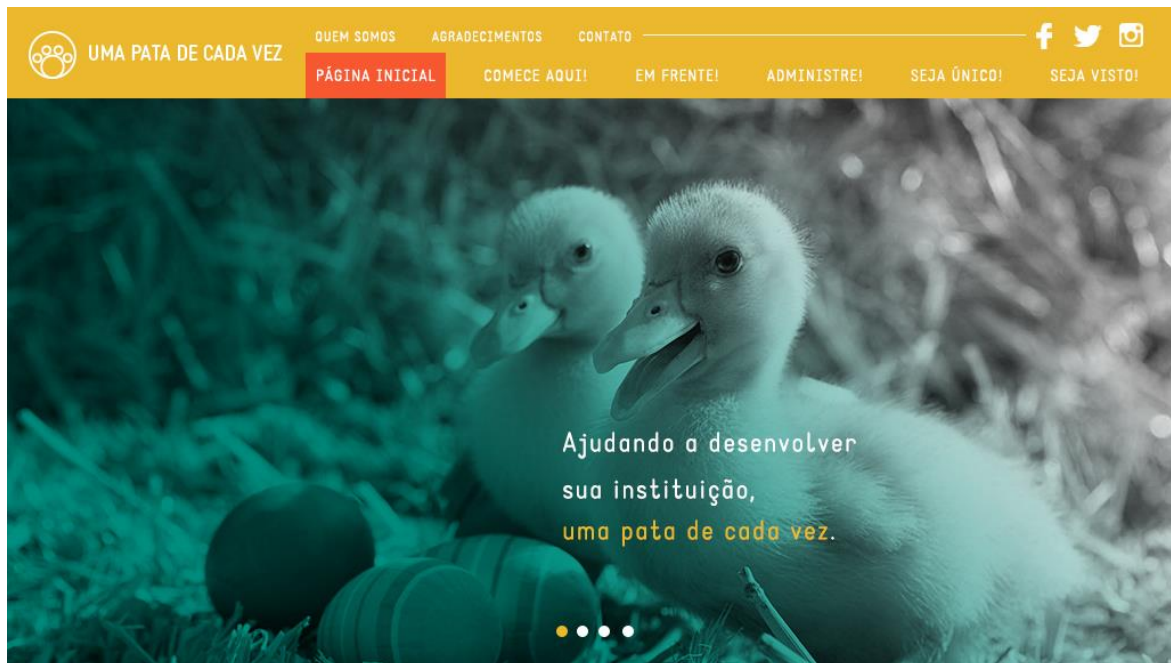 UMA PATA DE CADA VEZ
QUEM SOMOS AGRADECIMENTOS CONTATO
PÁGINA INICIAL COMECE AQUI! EM FRENTE! ADMINISTRE! SEJA ÚNICO! SEJA VISTO!
Ajudando a desenvolver
sua instituição,
uma pata de cada vez.